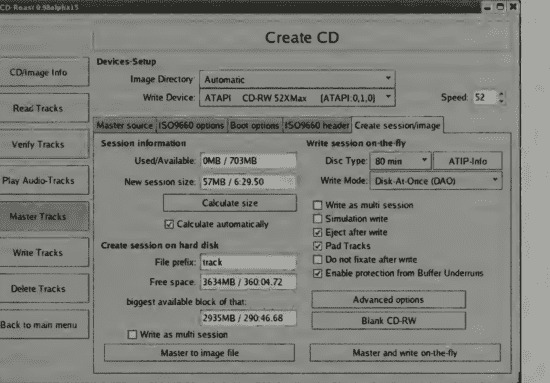 CD-Roast 0.98alpha15
Create CD
Devices-Setup
Image Directory: Automatic
Write Device: ATAPI CD-RW 52XMax [ATAPI:0,1,0] Speed: 52
CD/Image Info
Read Tracks
Verify Tracks
Play Audio-Tracks
Master Tracks
Write Tracks
Delete Tracks
Back to main menu
Master source ISO9660 options Boot options ISO9660 header Create session/image
Session information
Used/Available: 0MB / 703MB
New session size: 57MB / 6:29.50
Calculate size
Calculate automatically
Create session on hard disk
File prefix: track
Free space: 3634MB / 360:04.72
biggest available block of that:
2935MB / 290:46.68
Write as multi session
Master to image file
Write session on-the-fly
Disc Type: 80 min ATIP-Info
Write Mode: Disk-At-Once (DAO)
Write as multi session
Simulation write
Eject after write
Pad Tracks
Do not fixate after write
Enable protection from Buffer Underruns
Advanced options
Blank CD-RW
Master and write on-the-fly